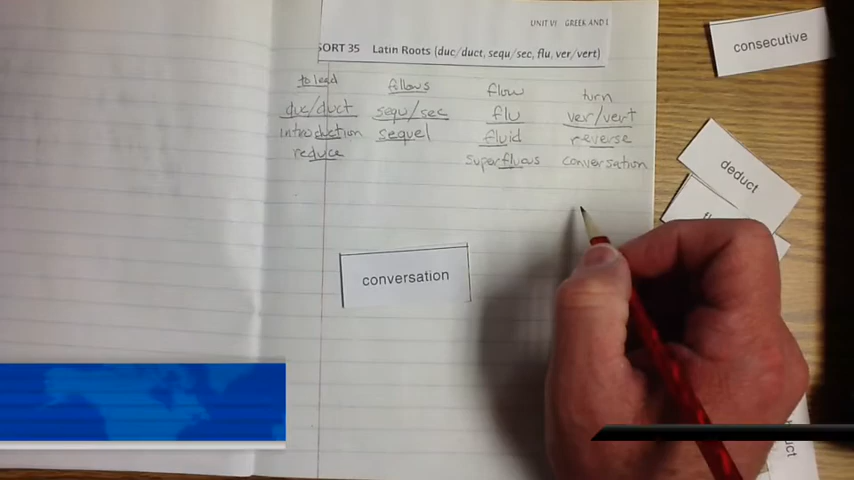 UNIT VI GREEK AND L
SORT 35 Latin Roots (duc/duct, sequ/sec, flu, ver/vert)
to lead follows flow turn
duc/duct sequ/sec flu ver/vert
introduction sequel fluid reverse
reduce superfluous conversation
conversation
consecutive
deduct